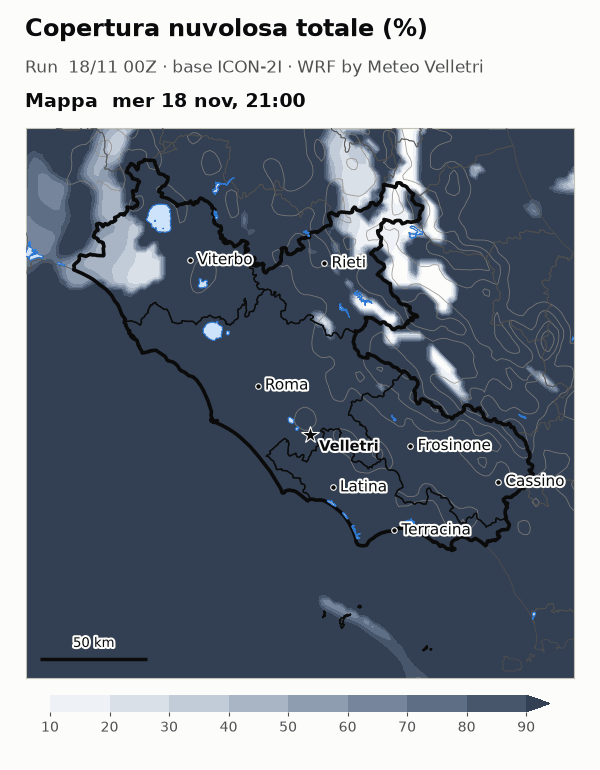 Copertura nuvolosa totale (%)
Run 18/11 00Z · base ICON-2I · WRF by Meteo Velletri
Mappa mer 18 nov, 21:00
Viterbo
Rieti
Roma
Velletri
Frosinone
Latina
Cassino
Terracina
50 km
10 20 30 40 50 60 70 80 90